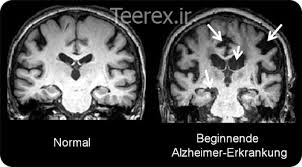 Teerex.ir
Normal
Beginnende
Alzheimer-Erkrankung